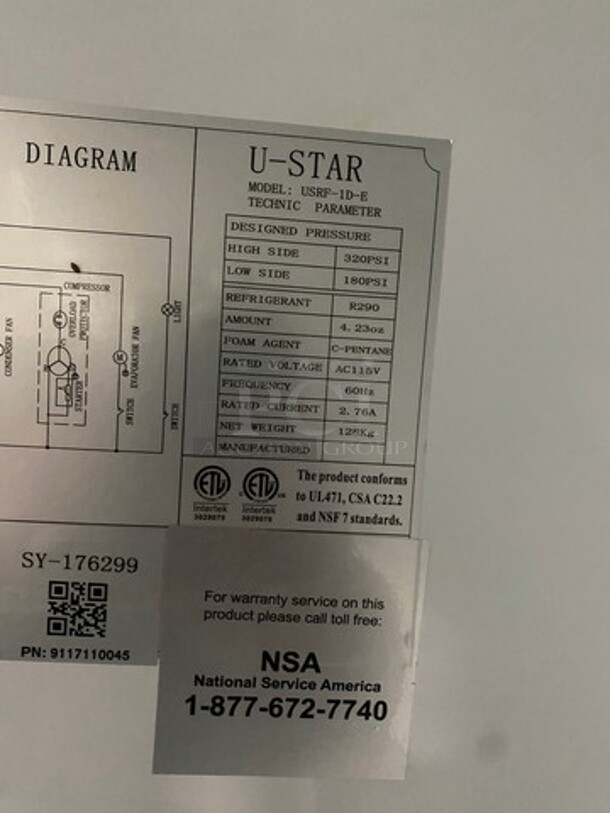 DIAGRAM
COMPRESSOR
OVERLOAD
PROTECTOR
STARTER
CONDENSER FAN
EVAPORATOR FAN
SWITCH
LIGHT
SWITCH
U-STAR
MODEL: USRF-1D-E
TECHNIC PARAMETER
DESIGNED PRESSURE
HIGH SIDE 320PSI
LOW SIDE 180PSI
REFRIGERANT R290
AMOUNT 4.23oz
FOAM AGENT C-PENTANE
RATED VOLTAGE AC115V
FREQUENCY 60Hz
RATED CURRENT 2.76A
NET WEIGHT 128Kg
MANUFACTURED
GROUP
ETL ETL
Intertek Intertek
The product conforms
to UL471, CSA C22.2
and NSF 7 standards.
SY-176299
PN: 9117110045
For warranty service on this
product please call toll free:
NSA
National Service America
1-877-672-7740